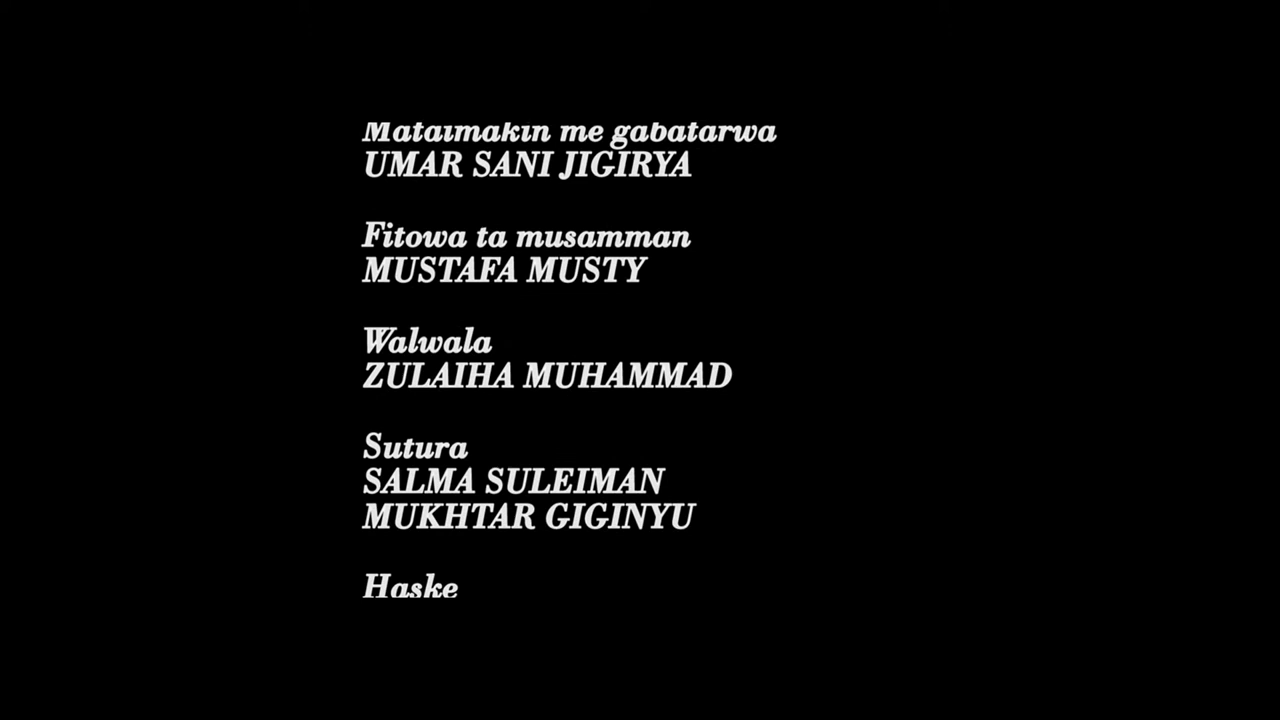 Mataimakin me gabatarwa
UMAR SANI JIGIRYA
Fitowa ta musamman
MUSTAFA MUSTY
Walwala
ZULAIHA MUHAMMAD
Sutura
SALMA SULEIMAN
MUKHTAR GIGINYU
Haske